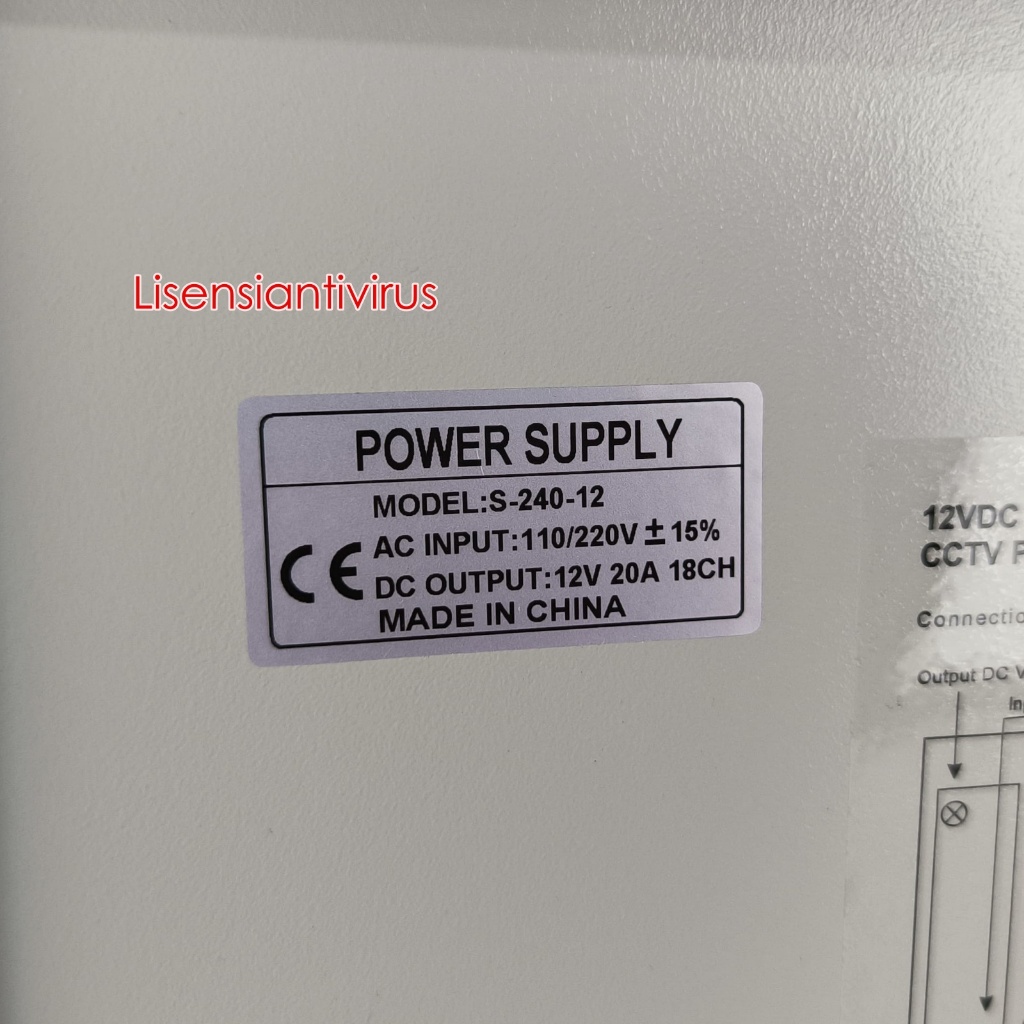 Lisensiantivirus
POWER SUPPLY
MODEL:S-240-12
AC INPUT:110/220V ± 15%
DC OUTPUT:12V 20A 18CH
CE
MADE IN CHINA
12VDC
CCTV
Output DC